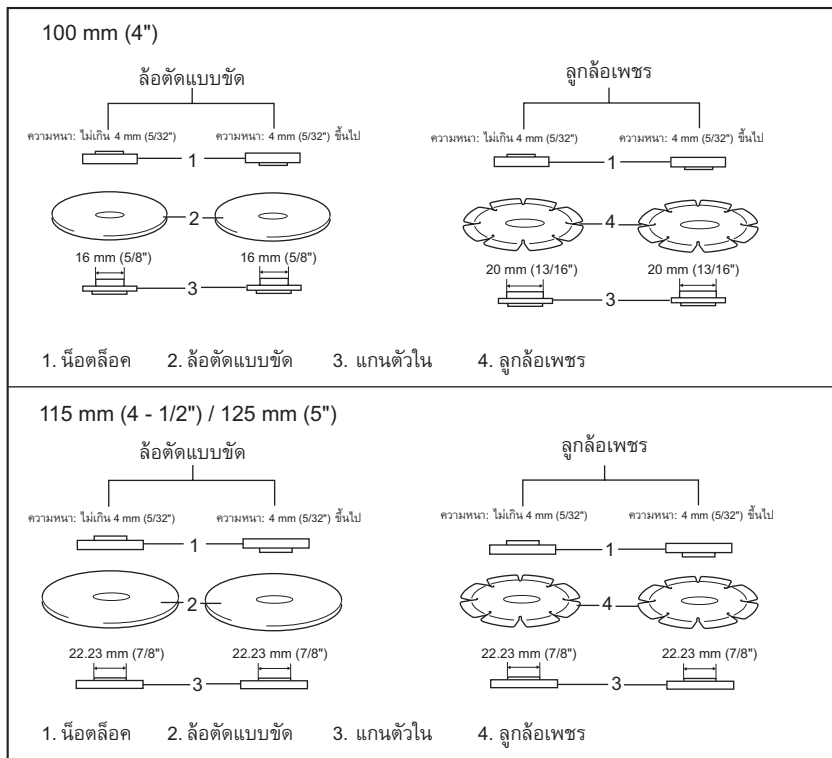 100 mm (4")
ล้อตัดแบบขัด ลูกล้อเพชร
ความหนา: ไม่เกิน 4 mm (5/32") ความหนา: 4 mm (5/32") ขึ้นไป ความหนา: ไม่เกิน 4 mm (5/32") ความหนา: 4 mm (5/32") ขึ้นไป
1 1
2 4
16 mm (5/8") 16 mm (5/8") 20 mm (13/16") 20 mm (13/16")
3 3
1. น็อตล็อค 2. ล้อตัดแบบขัด 3. แกนตัวใน 4. ลูกล้อเพชร
115 mm (4 - 1/2") / 125 mm (5")
ล้อตัดแบบขัด ลูกล้อเพชร
ความหนา: ไม่เกิน 4 mm (5/32") ความหนา: 4 mm (5/32") ขึ้นไป ความหนา: ไม่เกิน 4 mm (5/32") ความหนา: 4 mm (5/32") ขึ้นไป
1 1
2 4
22.23 mm (7/8") 22.23 mm (7/8") 22.23 mm (7/8") 22.23 mm (7/8")
3 3
1. น็อตล็อค 2. ล้อตัดแบบขัด 3. แกนตัวใน 4. ลูกล้อเพชร